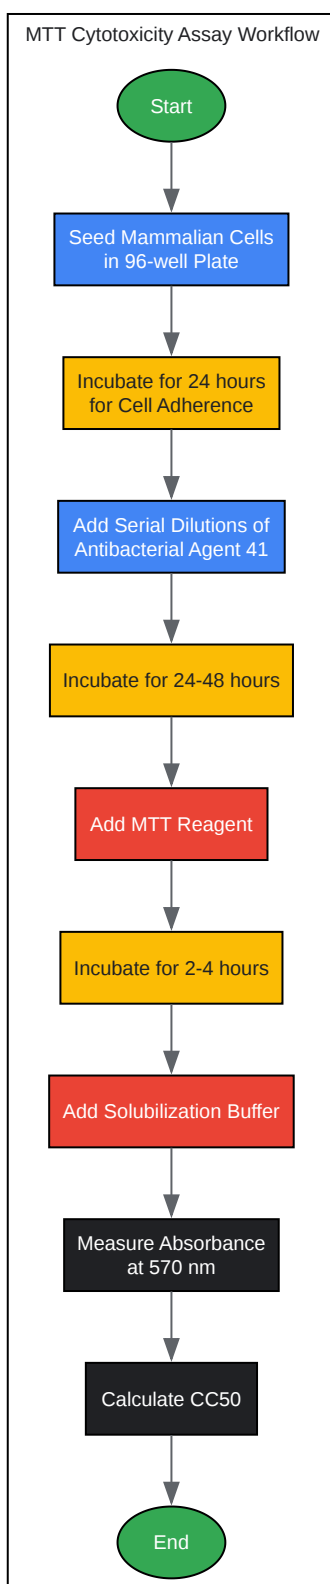 MTT Cytotoxicity Assay Workflow
Start
Seed Mammalian Cells
in 96-well Plate
Incubate for 24 hours
for Cell Adherence
Add Serial Dilutions of
Antibacterial Agent 41
Incubate for 24-48 hours
Add MTT Reagent
Incubate for 2-4 hours
Add Solubilization Buffer
Measure Absorbance
at 570 nm
Calculate CC50
End